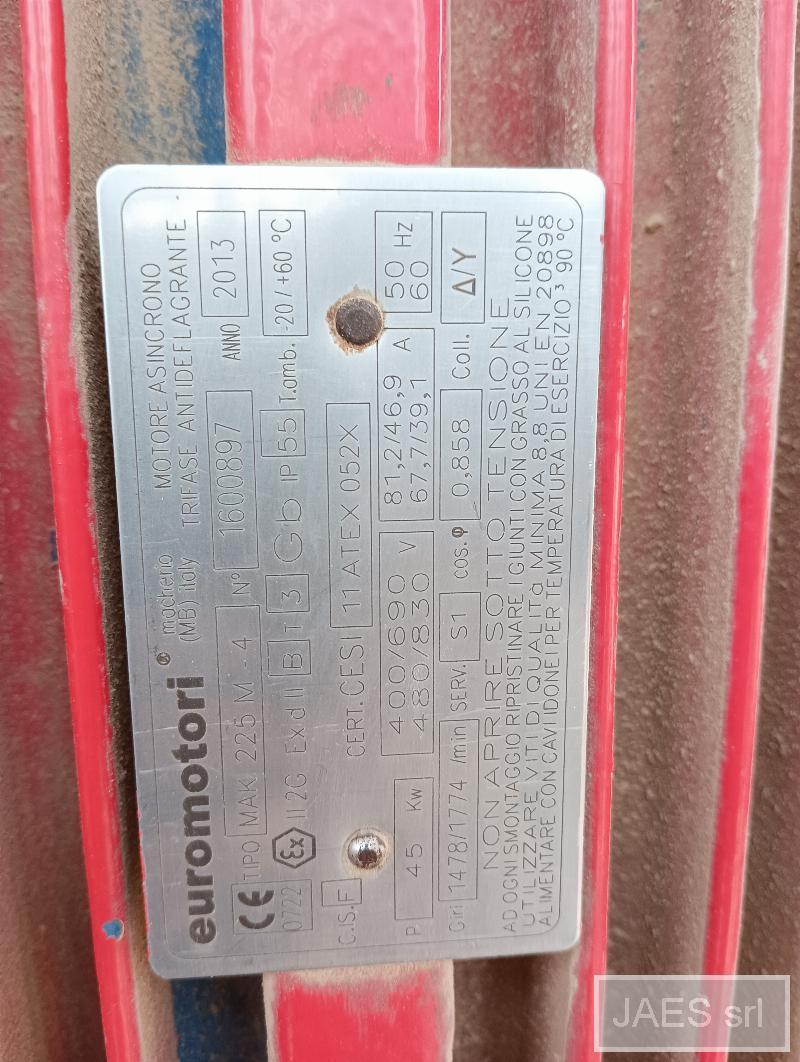 euromotori ® macherio MOTORE ASINCRONO
(MB) italy TRIFASE ANTIDEFLAGRANTE
CE TIPO MAK 225 M - 4 N° 1600897 ANNO 2013
0722 Ex II 2G Ex d II B T 3 Gb IP 55 T.amb. -20 / +60 °C
C.IS. F CERT. CESI 11 ATEX 052X
P 45 Kw 400/690 V 81,2/46,9 A 50 Hz
480/830 67,7/39,1 60
Giri 1478/1774 /min SERV. S1 cos.φ 0,858 Coll. Δ/Y
NON APRIRE SOTTO TENSIONE
AD OGNI SMONTAGGIO RIPRISTINARE I GIUNTI CON GRASSO AL SILICONE
UTILIZZARE VITI DI QUALITà MINIMA 8,8 UNI EN 20898
ALIMENTARE CON CAVI IDONEI PER TEMPERATURA DI ESERCIZIO ³ 90 °C
JAES srl